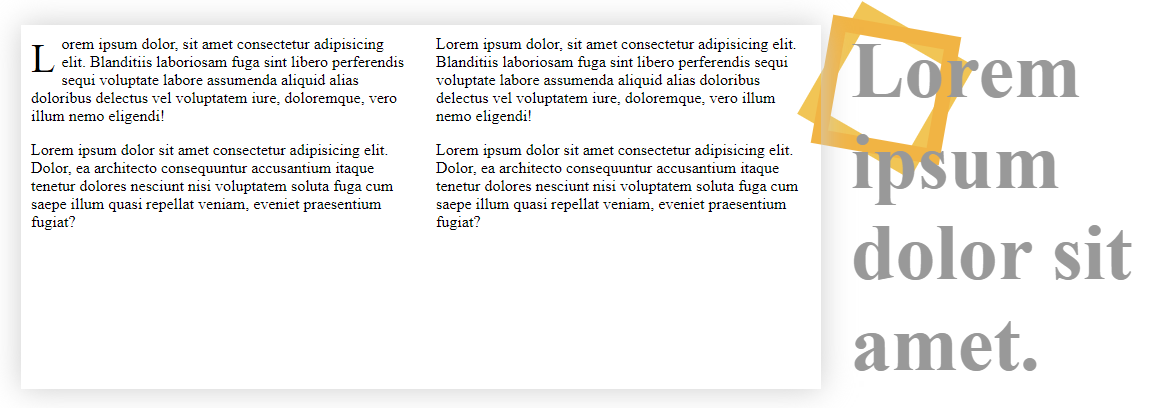 Lorem ipsum dolor, sit amet consectetur adipisicing
elit. Blanditiis laboriosam fuga sint libero perferendis
sequi voluptate labore assumenda aliquid alias
doloribus delectus vel voluptatem iure, doloremque, vero
illum nemo eligendi!
Lorem ipsum dolor sit amet consectetur adipisicing elit.
Dolor, ea architecto consequuntur accusantium itaque
tenetur dolores nesciunt nisi voluptatem soluta fuga cum
saepe illum quasi repellat veniam, eveniet praesentium
fugiat?
Lorem ipsum dolor, sit amet consectetur adipisicing elit.
Blanditiis laboriosam fuga sint libero perferendis sequi
voluptate labore assumenda aliquid alias doloribus
delectus vel voluptatem iure, doloremque, vero illum
nemo eligendi!
Lorem ipsum dolor sit amet consectetur adipisicing elit.
Dolor, ea architecto consequuntur accusantium itaque
tenetur dolores nesciunt nisi voluptatem soluta fuga cum
saepe illum quasi repellat veniam, eveniet praesentium
fugiat?
Lorem
ipsum
dolor sit
amet.